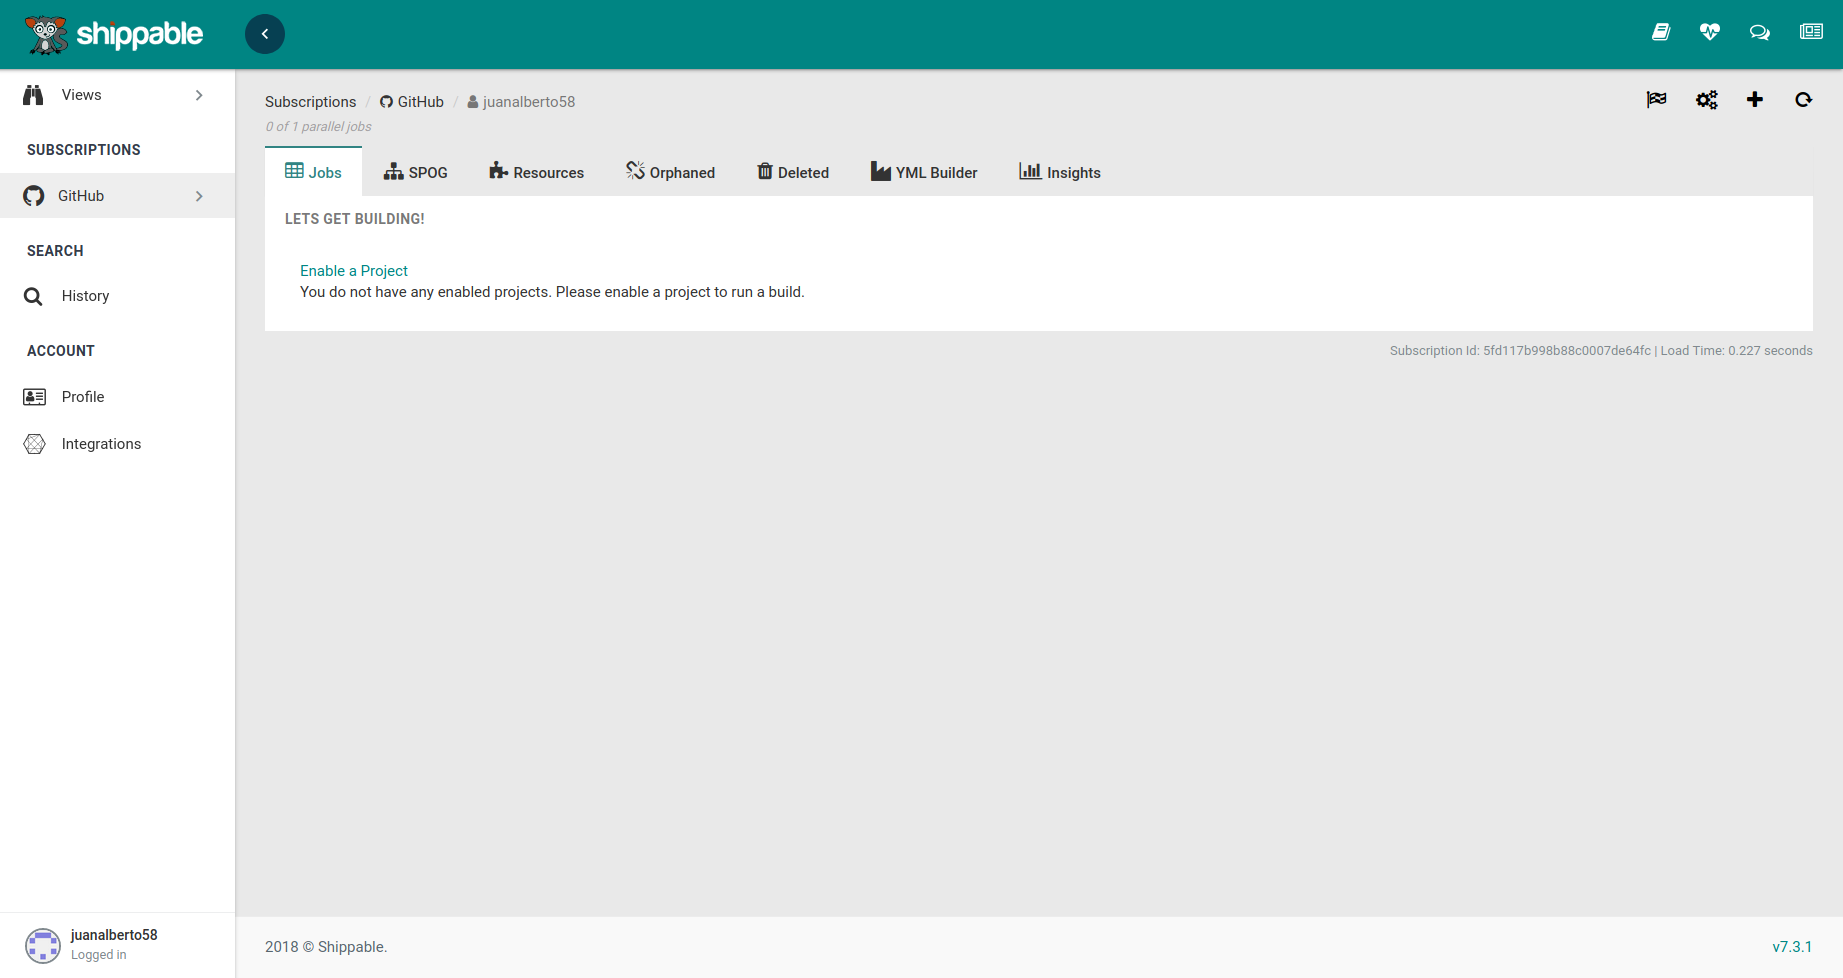 shippable
Views
SUBSCRIPTIONS
GitHub
SEARCH
History
ACCOUNT
Profile
Integrations
juanalberto58
Logged in
Subscriptions / GitHub / juanalberto58
0 of 1 parallel jobs
Jobs SPOG Resources Orphaned Deleted YML Builder Insights
LETS GET BUILDING!
Enable a Project
You do not have any enabled projects. Please enable a project to run a build.
Subscription Id: 5fd117b998b88c0007de64fc | Load Time: 0.227 seconds
2018 © Shippable.
v7.3.1